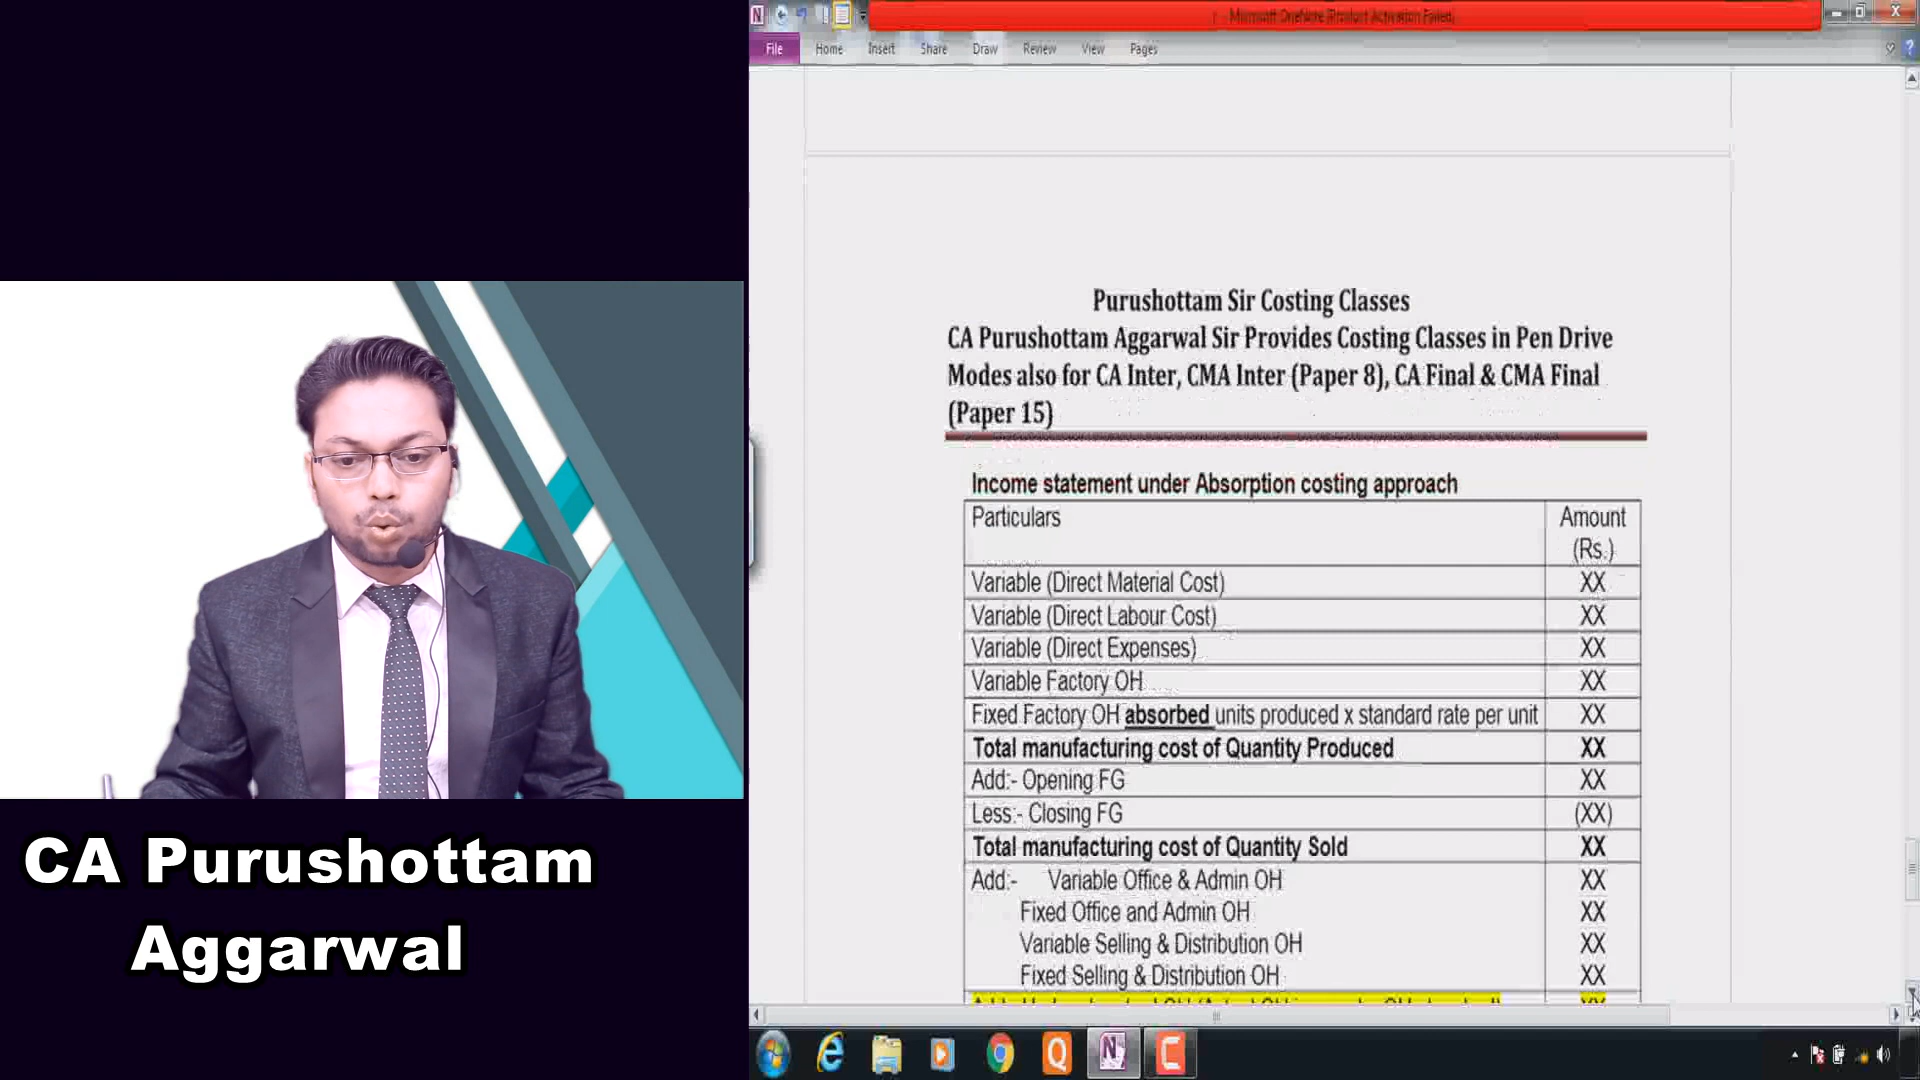 Microsoft OneNote (Product Activation Failed)
File Home Insert Share Draw Review View Pages
Purushottam Sir Costing Classes
CA Purushottam Aggarwal Sir Provides Costing Classes in Pen Drive
Modes also for CA Inter, CMA Inter (Paper 8), CA Final & CMA Final
(Paper 15)
Income statement under Absorption costing approach
Particulars Amount
(Rs.)
Variable (Direct Material Cost) XX
Variable (Direct Labour Cost) XX
Variable (Direct Expenses) XX
Variable Factory OH XX
Fixed Factory OH absorbed units produced x standard rate per unit XX
Total manufacturing cost of Quantity Produced XX
Add:- Opening FG XX
Less:- Closing FG (XX)
Total manufacturing cost of Quantity Sold XX
Add:- Variable Office & Admin OH XX
Fixed Office and Admin OH XX
Variable Selling & Distribution OH XX
Fixed Selling & Distribution OH XX
CA Purushottam
Aggarwal